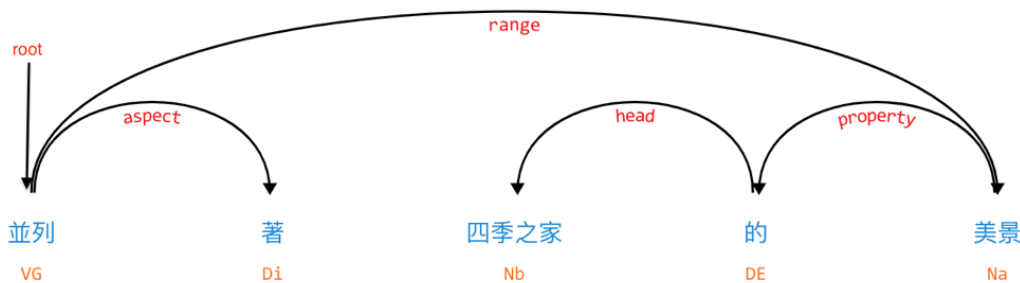 range
root
aspect head property
並列 著 四季之家 的 美景
VG Di Nb DE Na